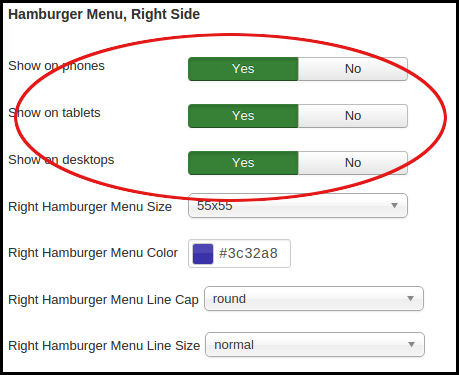 Hamburger Menu, Right Side
Show on phones Yes No
Show on tablets Yes No
Show on desktops Yes No
Right Hamburger Menu Size 55x55
Right Hamburger Menu Color #3c32a8
Right Hamburger Menu Line Cap round
Right Hamburger Menu Line Size normal